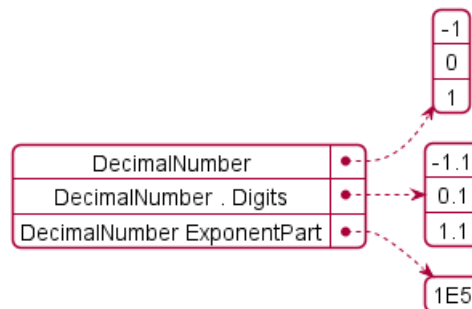 -1
0
1
DecimalNumber
DecimalNumber . Digits
DecimalNumber ExponentPart
-1.1
0.1
1.1
1E5